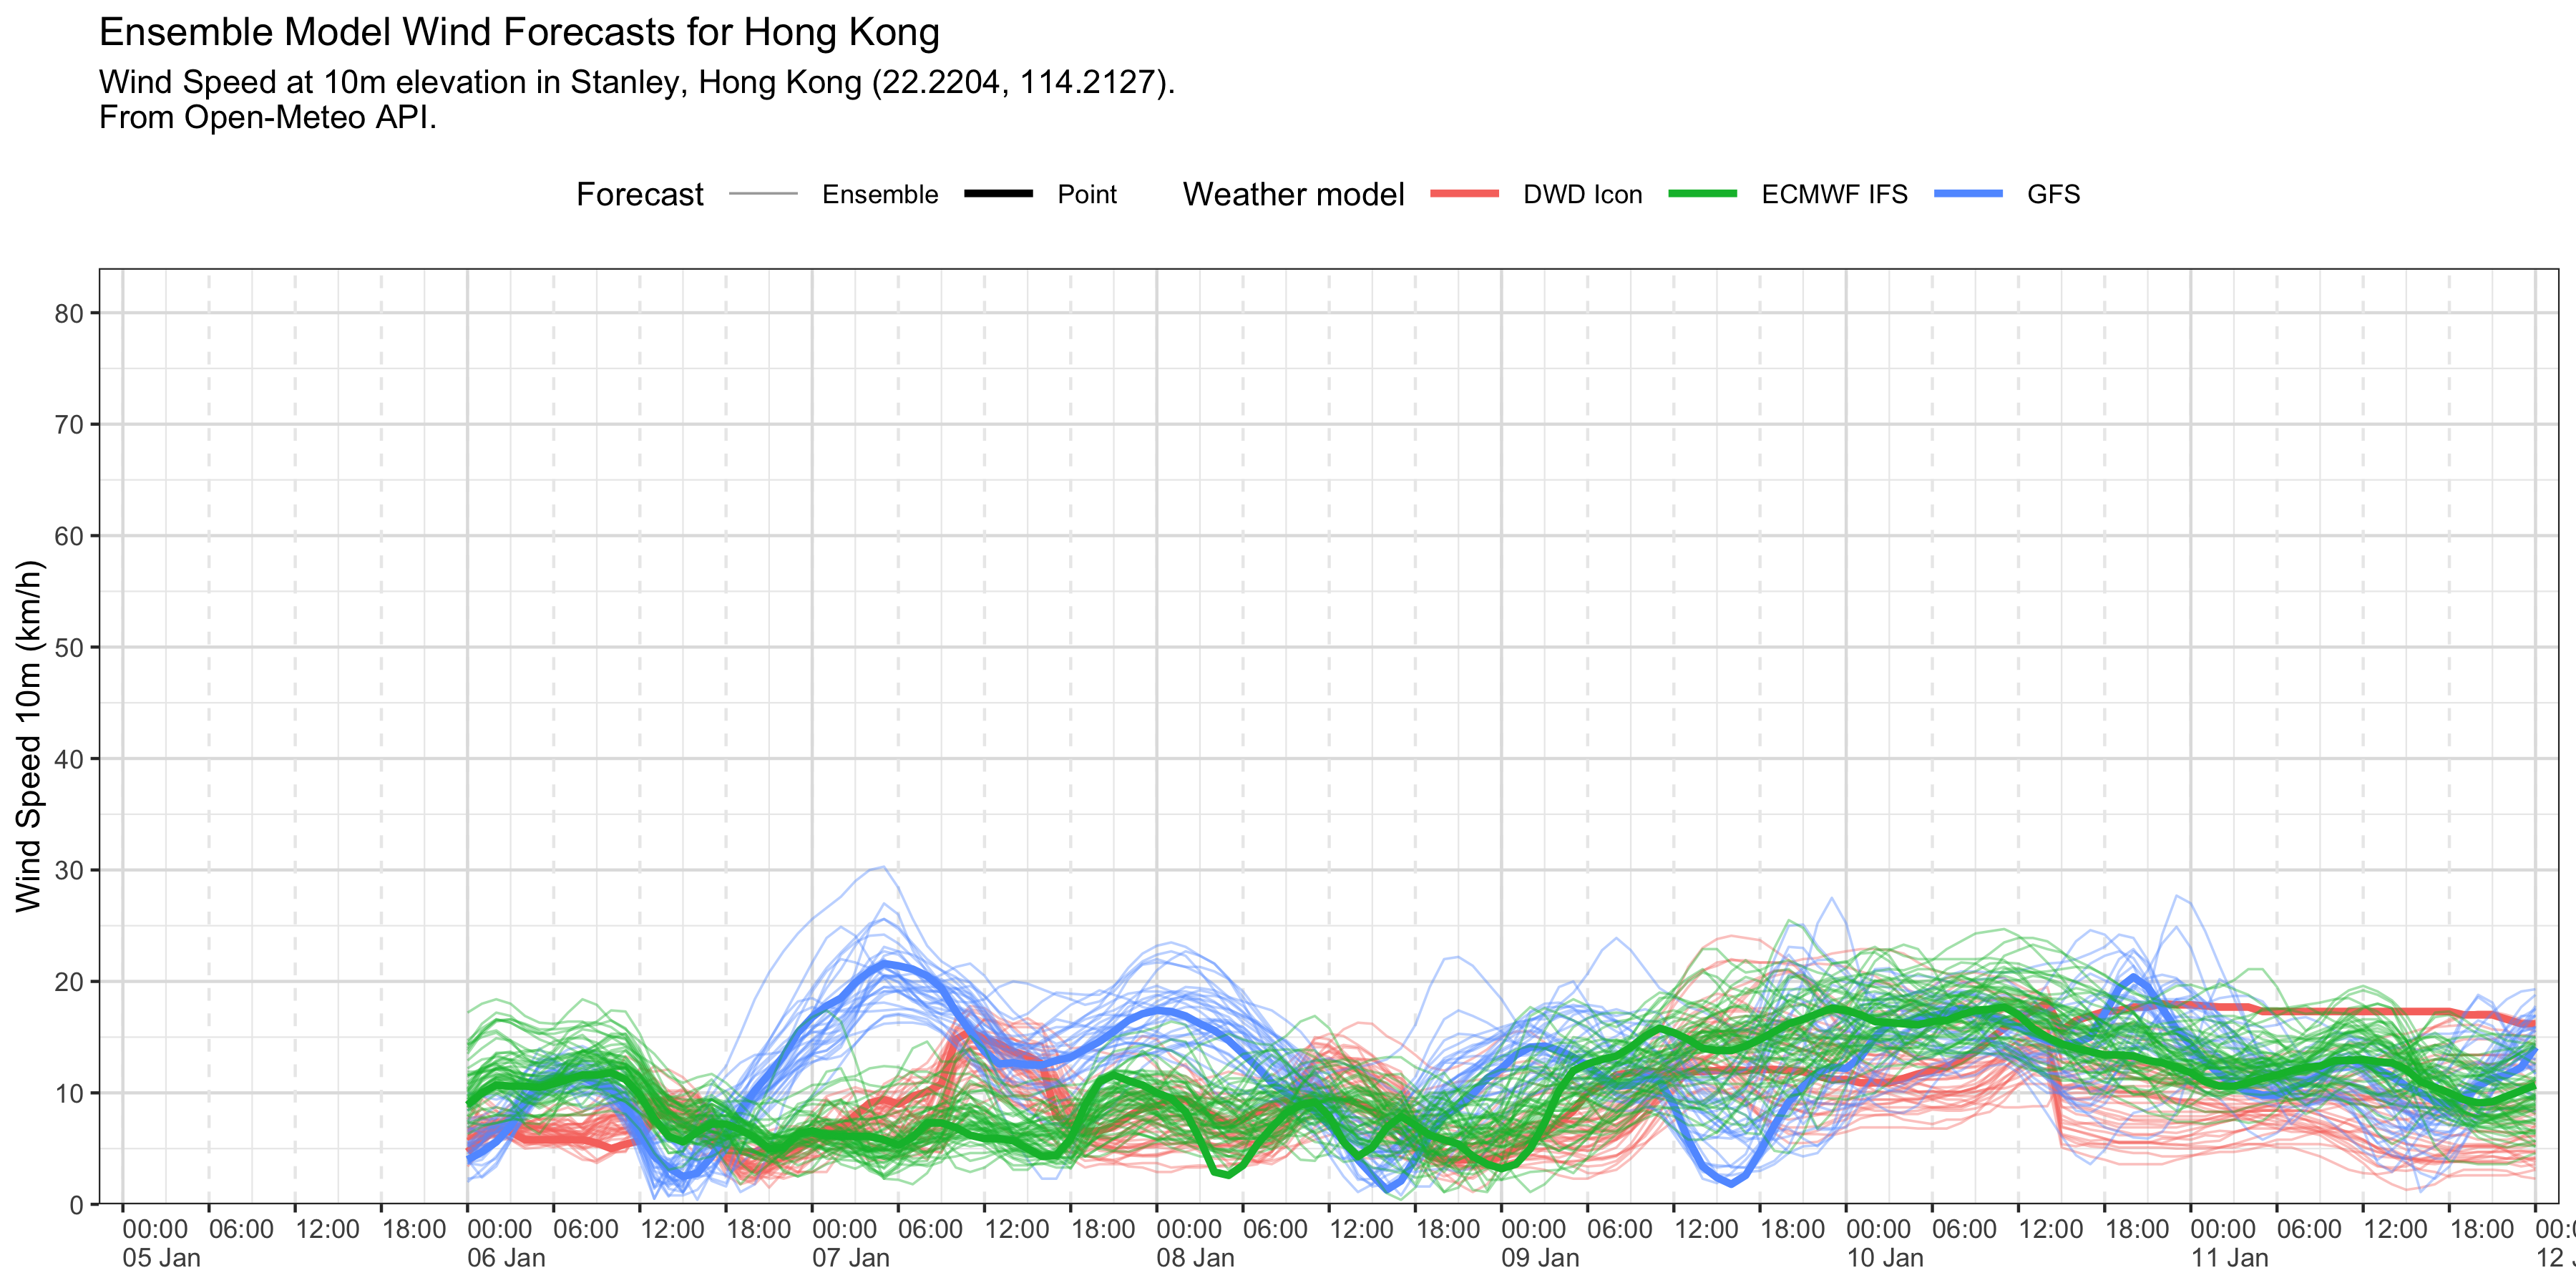 Ensemble Model Wind Forecasts for Hong Kong
Wind Speed at 10m elevation in Stanley, Hong Kong (22.2204, 114.2127).
From Open-Meteo API.
Forecast Ensemble Point Weather model DWD Icon ECMWF IFS GFS
Wind Speed 10m (km/h)
80
70
60
50
40
30
20
10
0
00:00 06:00 12:00 18:00 00:00 06:00 12:00 18:00 00:00 06:00 12:00 18:00 00:00 06:00 12:00 18:00 00:00 06:00 12:00 18:00 00:00 06:00 12:00 18:00 00:00 06:00 12:00 18:00
05 Jan 06 Jan 07 Jan 08 Jan 09 Jan 10 Jan 11 Jan 12